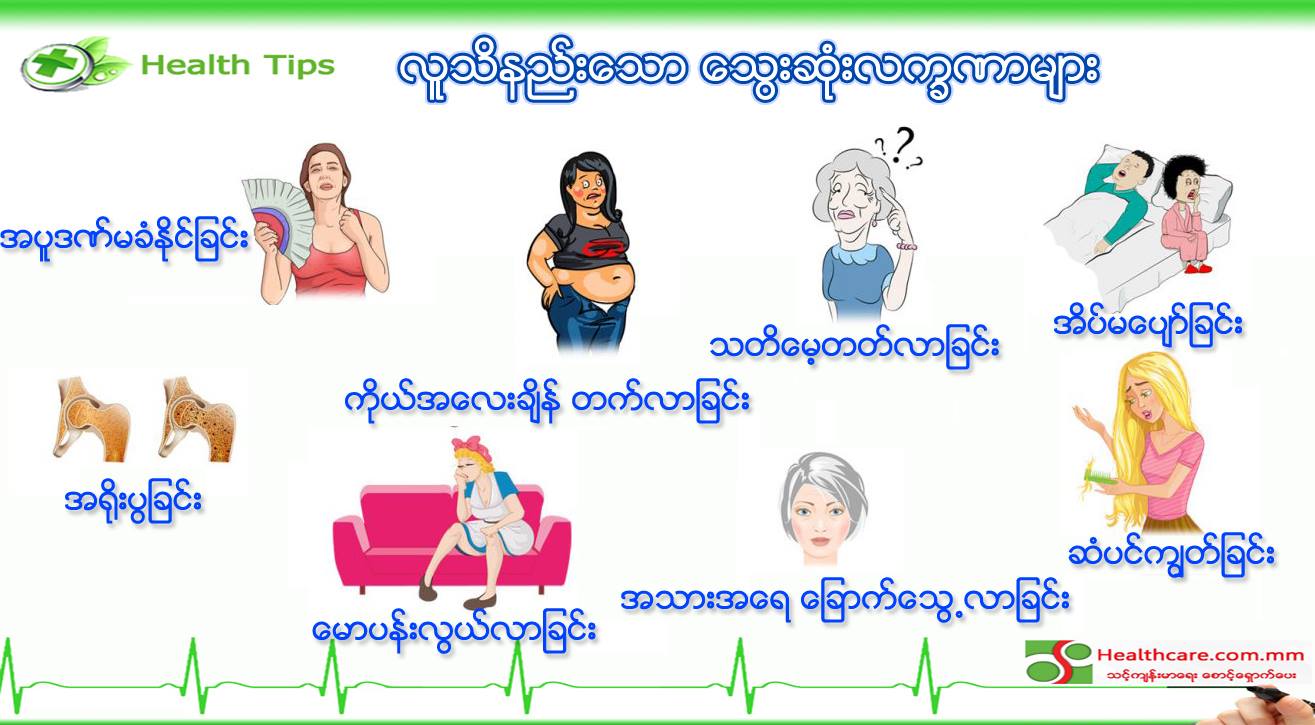 Health Tips
လူသိနည်းသော သွေးဆုံးလက္ခဏာများ
အပူဒဏ်မခံနိုင်ခြင်း
ကိုယ်အလေးချိန် တက်လာခြင်း
သတိမေ့တတ်လာခြင်း
အိပ်မပျော်ခြင်း
အရိုးပွခြင်း
မောပန်းလွယ်လာခြင်း
အသားအရေ ခြောက်သွေ့လာခြင်း
ဆံပင်ကျွတ်ခြင်း
Healthcare.com.mm
သင့်ကျန်းမာရေး စောင့်ရှောက်ပေး